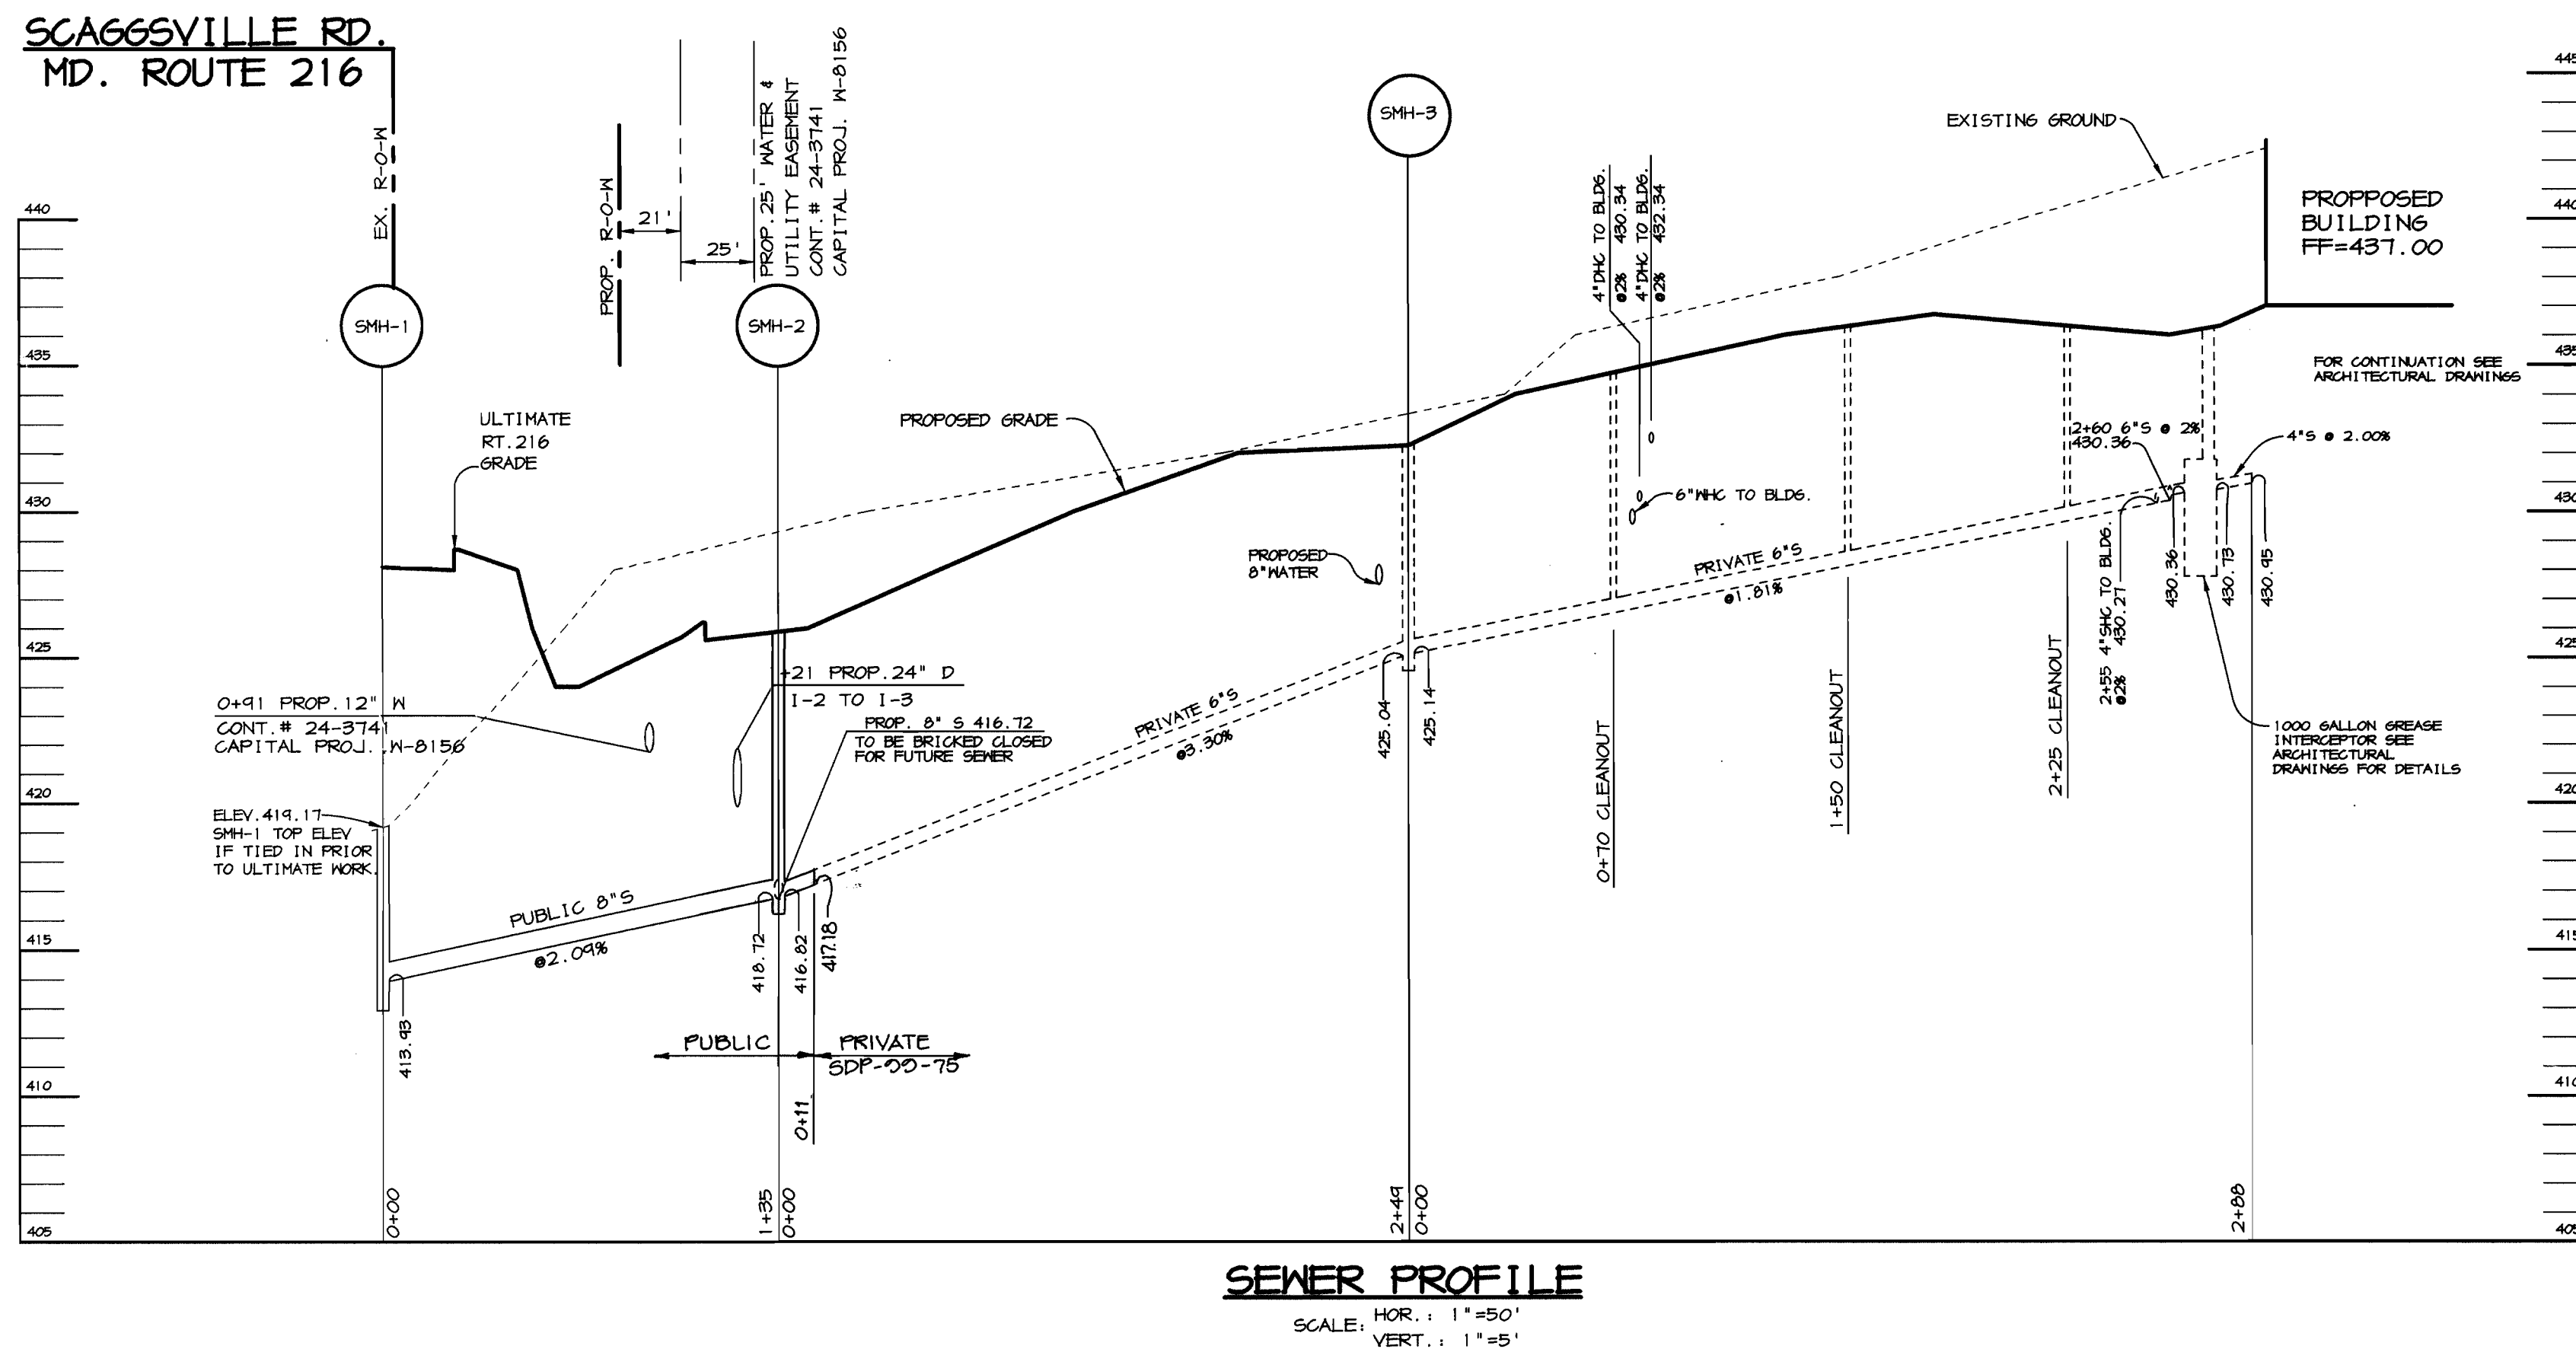 SCAGGSVILLE RD.
MD. ROUTE 216
EX. R-O-W
PROP. R-O-W
21'
25'
PROP. 25' WATER &
UTILITY EASEMENT
CONT.# 24-3741
CAPITAL PROJ. W-8156
SMH-1
SMH-2
SMH-3
4"DHC TO BLDG.
@2% 430.34
4"DHC TO BLDG.
@2% 432.34
EXISTING GROUND
PROPPOSED
BUILDING
FF=437.00
FOR CONTINUATION SEE
ARCHITECTURAL DRAWINGS
440
435
430
425
420
415
410
405
445
440
435
430
425
420
415
410
405
ULTIMATE
RT.216
GRADE
PROPOSED GRADE
2+60 6"S @ 2%
430.36
4"S @ 2.00%
6"WHC TO BLDG.
PROPOSED
8"WATER
PRIVATE 6"S
@1.81%
0+91 PROP.12" W
CONT.# 24-3741
CAPITAL PROJ. W-8156
+21 PROP.24" D
I-2 TO I-3
PROP. 8" S 416.72
TO BE BRICKED CLOSED
FOR FUTURE SEWER
PRIVATE 6"S
@3.30%
425.04
425.14
0+70 CLEANOUT
1+50 CLEANOUT
2+25 CLEANOUT
2+55 4"SHC TO BLDG.
@2% 430.27
430.36
430.73
430.95
1000 GALLON GREASE
INTERCEPTOR SEE
ARCHITECTURAL
DRAWINGS FOR DETAILS
ELEV.419.17
SMH-1 TOP ELEV
IF TIED IN PRIOR
TO ULTIMATE WORK.
PUBLIC 8"S
@2.09%
413.93
418.72
416.82
417.18
PUBLIC
PRIVATE
SDP-99-75
0+11
0+00
1+35
0+00
2+49
0+00
2+88
SEWER PROFILE
SCALE: HOR.: 1"=50'
VERT.: 1"=5'